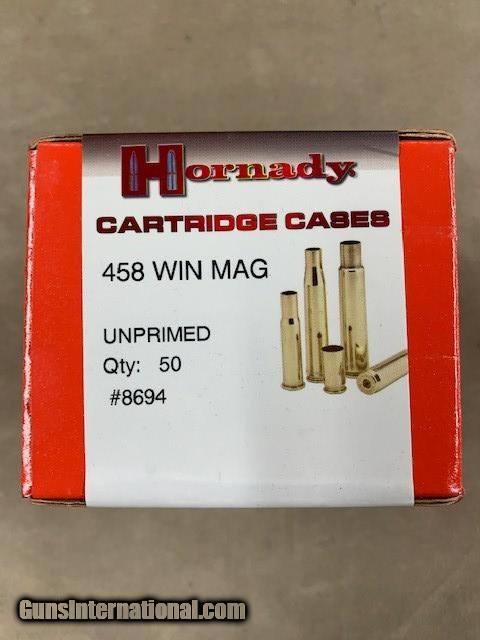 Hornady
CARTRIDGE CASES
458 WIN MAG
UNPRIMED
Qty: 50
#8694
GunsInternational.com